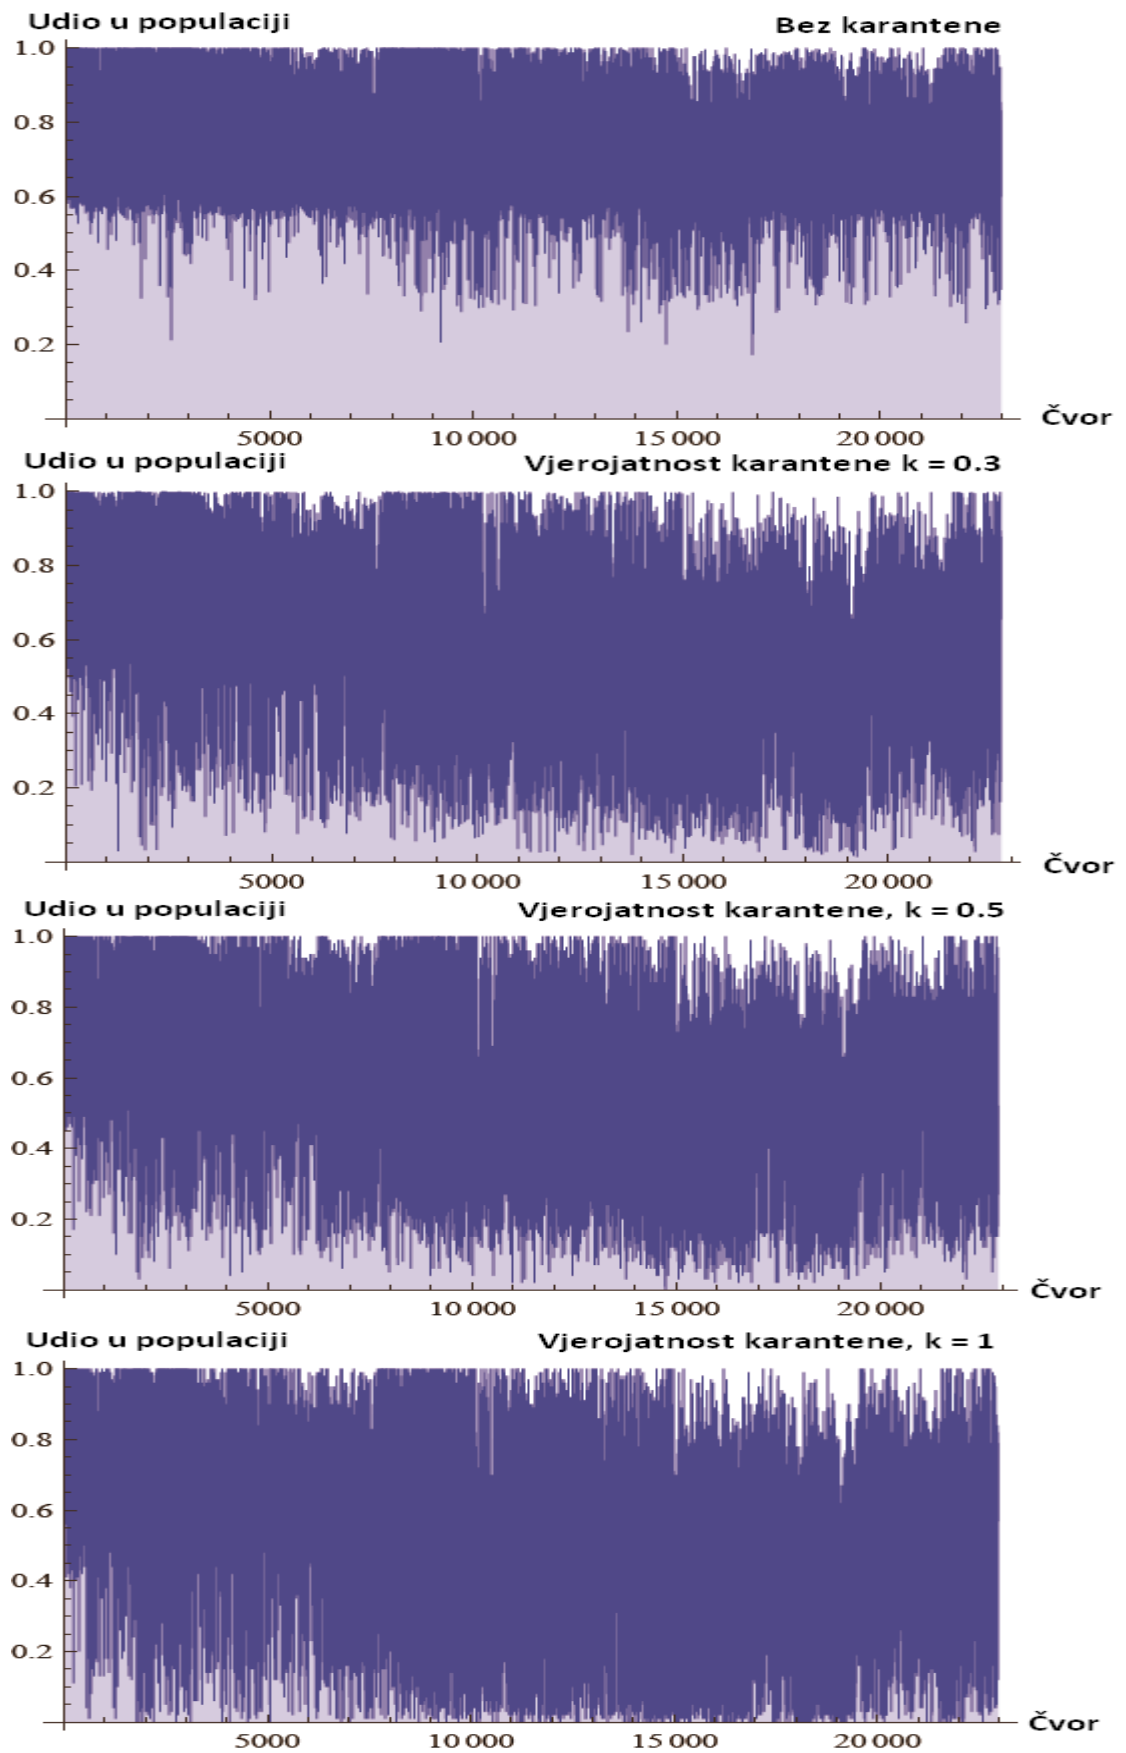 Udio u populaciji Bez karantene
1.0
0.8
0.6
0.4
0.2
5000 10 000 15 000 20 000 Čvor
Udio u populaciji Vjerojatnost karantene k = 0.3
1.0
0.8
0.6
0.4
0.2
5000 10 000 15 000 20 000 Čvor
Udio u populaciji Vjerojatnost karantene, k = 0.5
1.0
0.8
0.6
0.4
0.2
5000 10 000 15 000 20 000 Čvor
Udio u populaciji Vjerojatnost karantene, k = 1
1.0
0.8
0.6
0.4
0.2
5000 10 000 15 000 20 000 Čvor